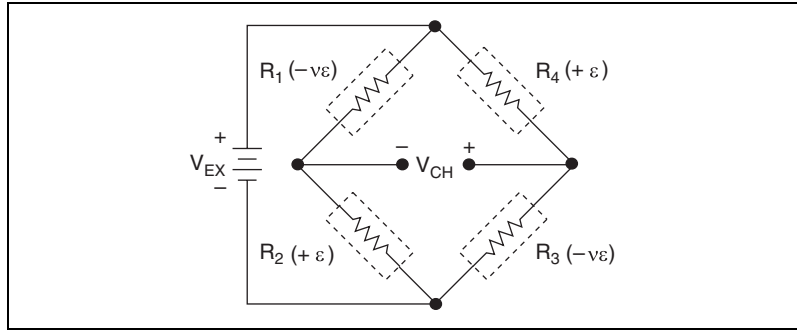 R1 (−νε)
R4 (+ ε)
+
VEX
−
−
VCH
+
R2 (+ ε)
R3 (−νε)